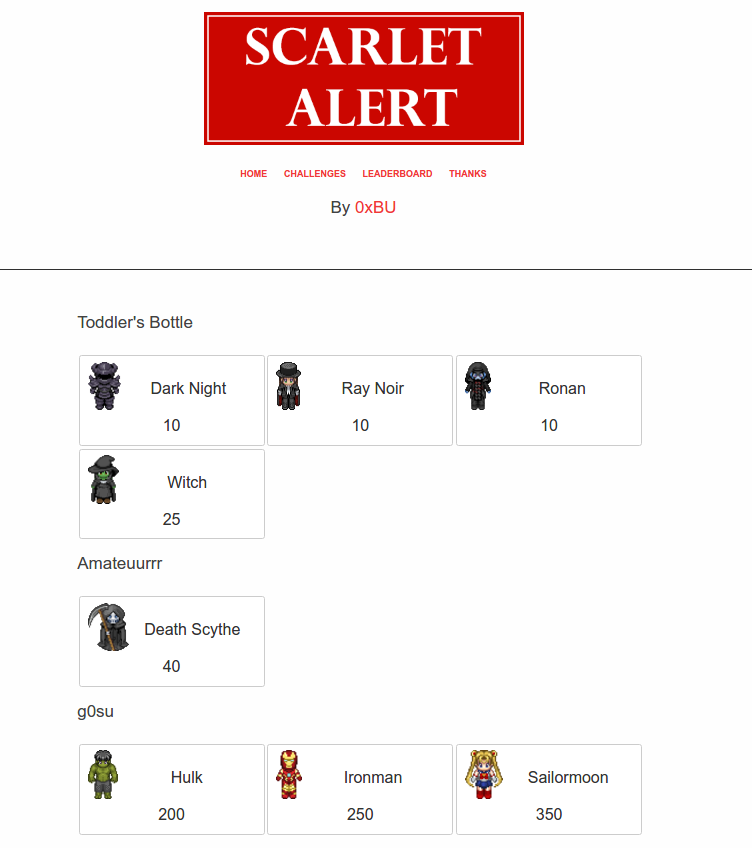 SCARLET
ALERT
HOME CHALLENGES LEADERBOARD THANKS
By 0xBU
Toddler's Bottle
Dark Night
10
Ray Noir
10
Ronan
10
Witch
25
Amateuurrr
Death Scythe
40
g0su
Hulk
200
Ironman
250
Sailormoon
350